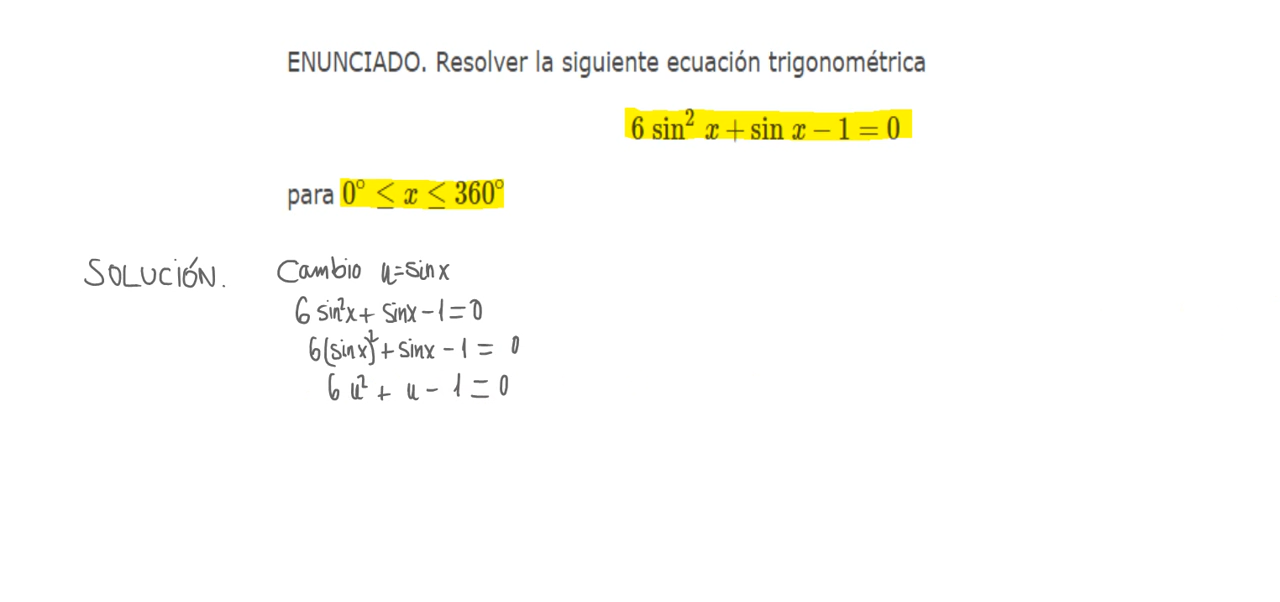 ENUNCIADO. Resolver la siguiente ecuación trigonométrica
6 sin² x + sin x − 1 = 0
para 0° ≤ x ≤ 360°
SOLUCIÓN. Cambio u=sinx
6 sin²x + sinx − 1 = 0
6(sin x)² + sinx − 1 = 0
6 u² + u − 1 = 0